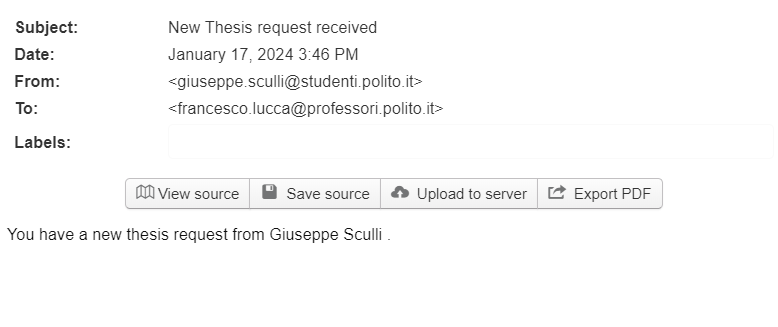 Subject: New Thesis request received
Date: January 17, 2024 3:46 PM
From: <giuseppe.sculli@studenti.polito.it>
To: <francesco.lucca@professori.polito.it>
Labels:
View source Save source Upload to server Export PDF
You have a new thesis request from Giuseppe Sculli .